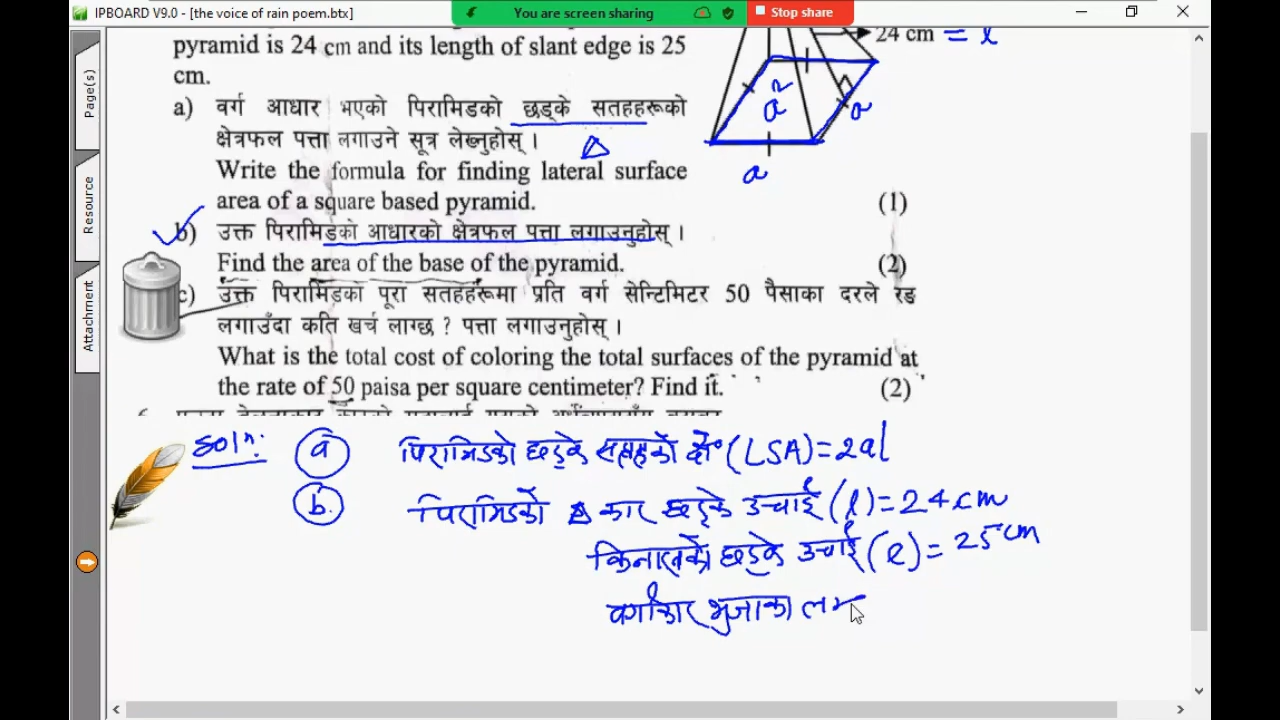 IPBOARD V9.0 - [the voice of rain poem.btx]
You are screen sharing
Stop share
Page(s)
Resource
Attachment
pyramid is 24 cm and its length of slant edge is 25
cm.
24 cm = l
a²
a
a
a) वर्ग आधार भएको पिरामिडको छड्के सतहहरूको
क्षेत्रफल पत्ता लगाउने सूत्र लेख्नुहोस् ।
Write the formula for finding lateral surface
area of a square based pyramid. (1)
b) उक्त पिरामिडको आधारको क्षेत्रफल पत्ता लगाउनुहोस् ।
Find the area of the base of the pyramid. (2)
c) उक्त पिरामिडको पूरा सतहहरूमा प्रति वर्ग सेन्टिमिटर 50 पैसाका दरले रङ
लगाउँदा कति खर्च लाग्छ ? पत्ता लगाउनुहोस् ।
What is the total cost of coloring the total surfaces of the pyramid at
the rate of 50 paisa per square centimeter? Find it. (2)
Soln: a पिरामिडको छड्के सतहको क्षे० (LSA) = 2al
b. पिरामिडको Δ कार छड्के उचाई (l) = 24 cm
किनाराको छड्के उचाई (e) = 25 cm
वर्गाकार भुजाको